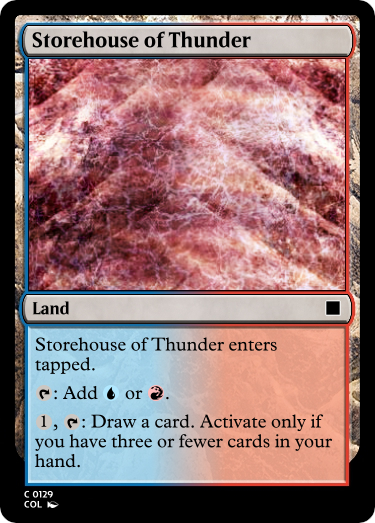 Storehouse of Thunder
Land
Storehouse of Thunder enters
tapped.
: Add or .
1, : Draw a card. Activate only if
you have three or fewer cards in your
hand.
C 0129
COL